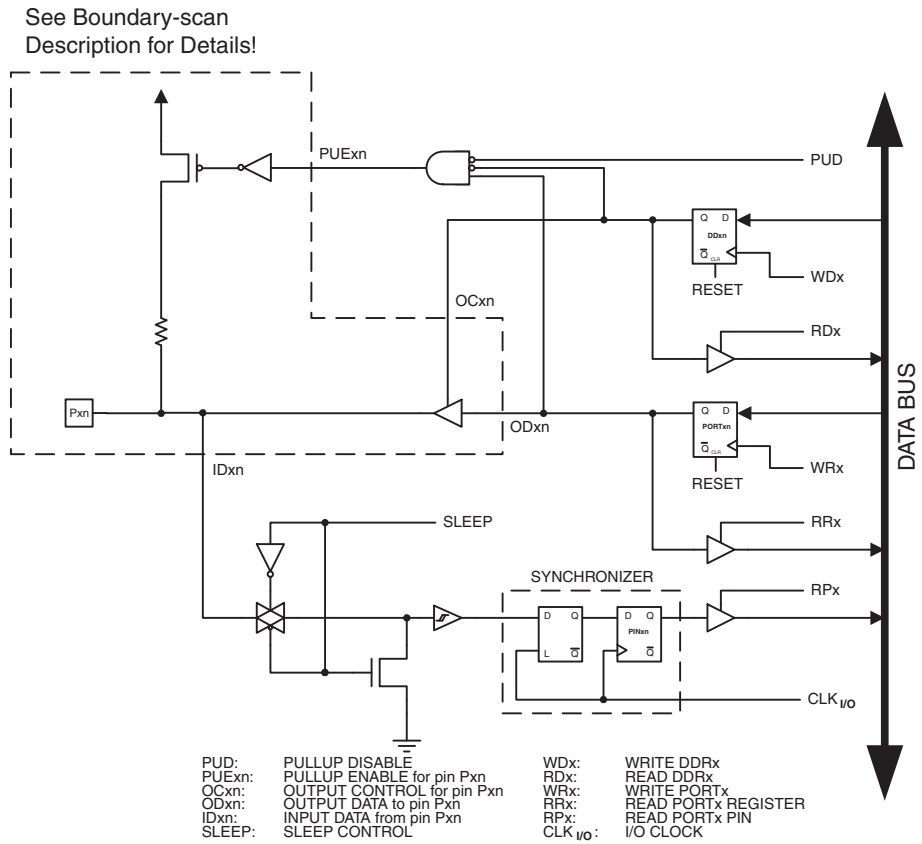 See Boundary-scan
Description for Details!
PUExn
PUD
Q D
DDxn
Q CLR
WDx
RESET
OCxn
RDx
Pxn
ODxn
Q D
PORTxn
Q CLR
WRx
RESET
IDxn
DATA BUS
SLEEP
RRx
SYNCHRONIZER
RPx
D Q
L Q
D Q
PINxn
Q
CLK I/O
PUD: PULLUP DISABLE
PUExn: PULLUP ENABLE for pin Pxn
OCxn: OUTPUT CONTROL for pin Pxn
ODxn: OUTPUT DATA to pin Pxn
IDxn: INPUT DATA from pin Pxn
SLEEP: SLEEP CONTROL
WDx: WRITE DDRx
RDx: READ DDRx
WRx: WRITE PORTx
RRx: READ PORTx REGISTER
RPx: READ PORTx PIN
CLK I/O: I/O CLOCK